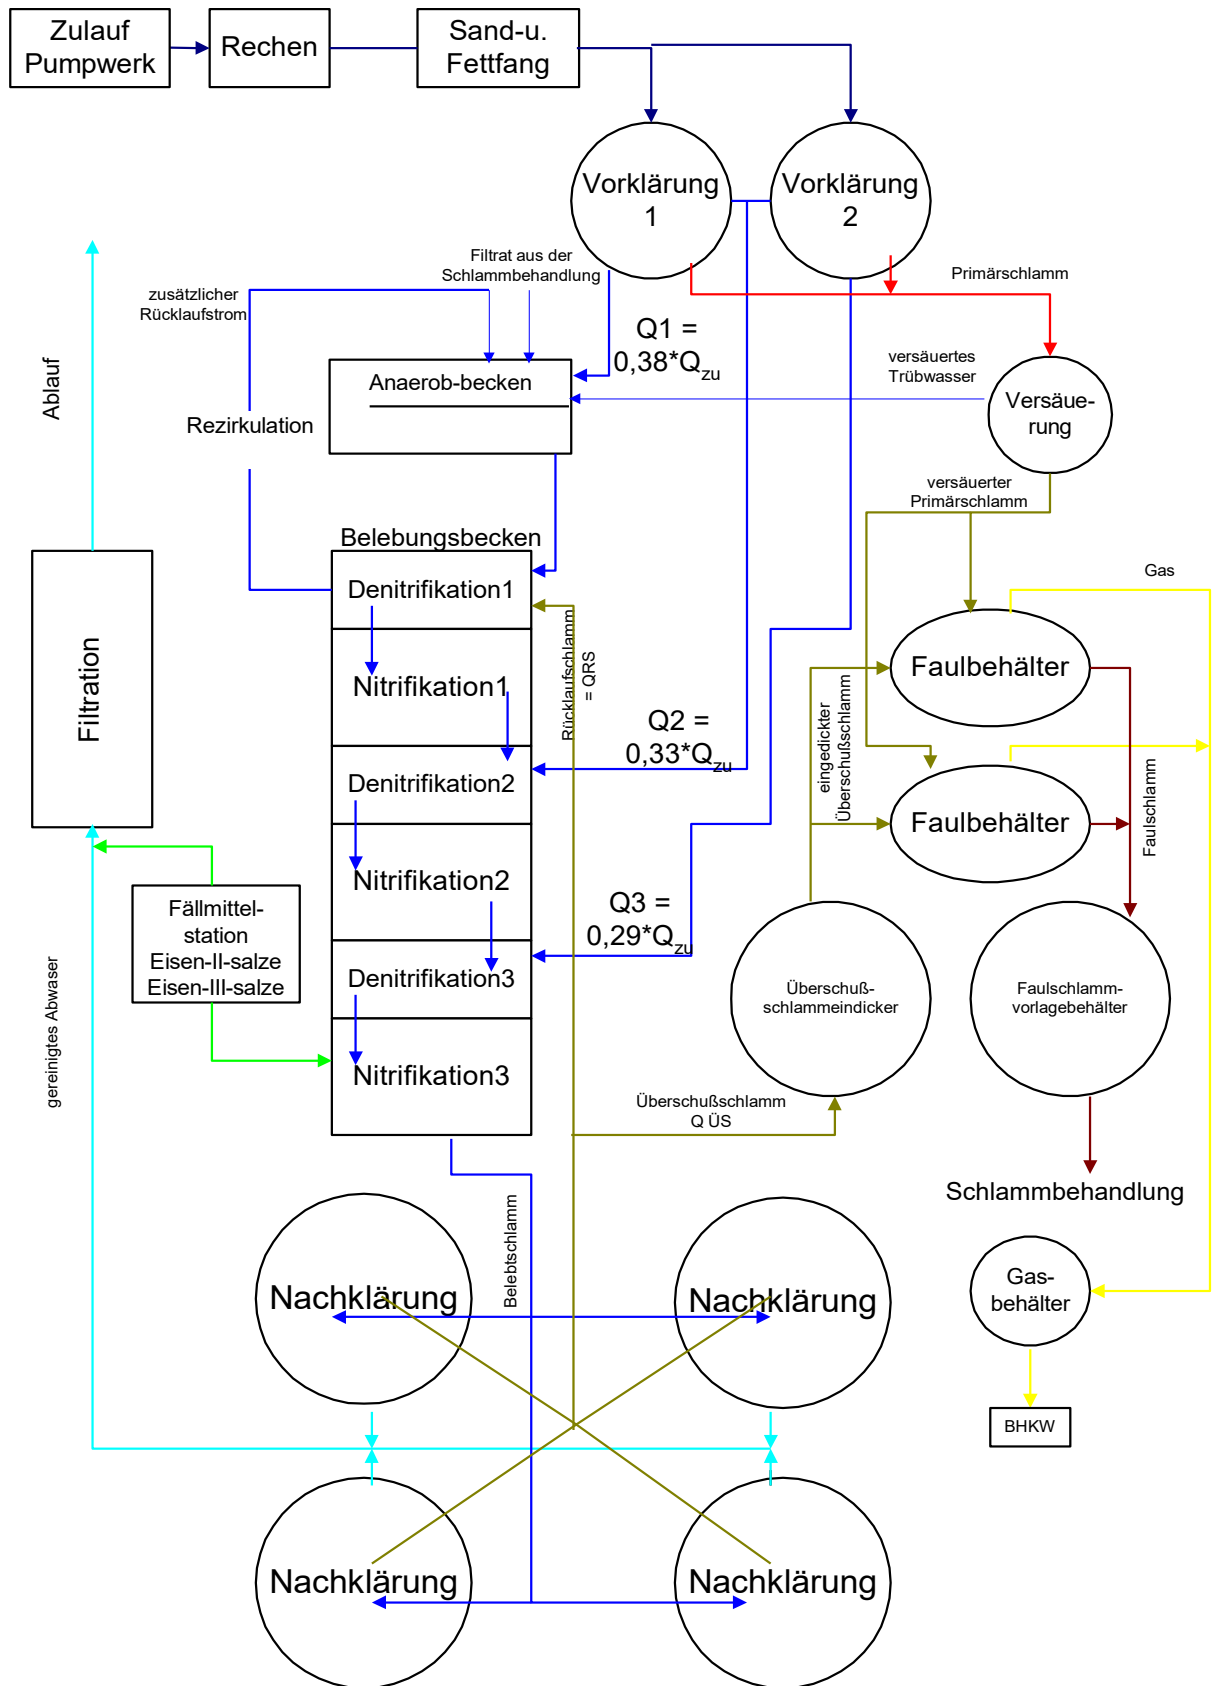 Zulauf
Pumpwerk
Rechen
Sand-u.
Fettfang
Vorklärung
1
Vorklärung
2
Filtrat aus der
Schlammbehandlung
Primärschlamm
zusätzlicher
Rücklaufstrom
Q1 =
0,38*Qzu
versäuertes
Trübwasser
Ablauf
Anaerob-becken
Versäue-
rung
Rezirkulation
versäuerter
Primärschlamm
Belebungsbecken
Denitrifikation1
Gas
Rücklaufschlamm
= QRS
Faulbehälter
Filtration
Nitrifikation1
Q2 =
0,33*Qzu
eingedickter
Überschußschlamm
Denitrifikation2
Faulbehälter
Faulschlamm
Nitrifikation2
Q3 =
0,29*Qzu
Fällmittel-
station
Eisen-II-salze
Eisen-III-salze
Denitrifikation3
Überschuß-
schlammeindicker
Faulschlamm-
vorlagebehälter
gereinigtes Abwaser
Nitrifikation3
Überschußschlamm
Q ÜS
Schlammbehandlung
Belebtschlamm
Nachklärung
Nachklärung
Gas-
behälter
BHKW
Nachklärung
Nachklärung